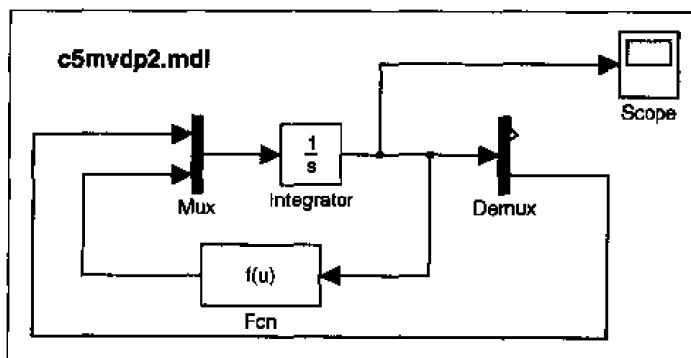 c5mvdp2.mdl
Scope
1
s
Mux
Integrator
Demux
f(u)
Fcn